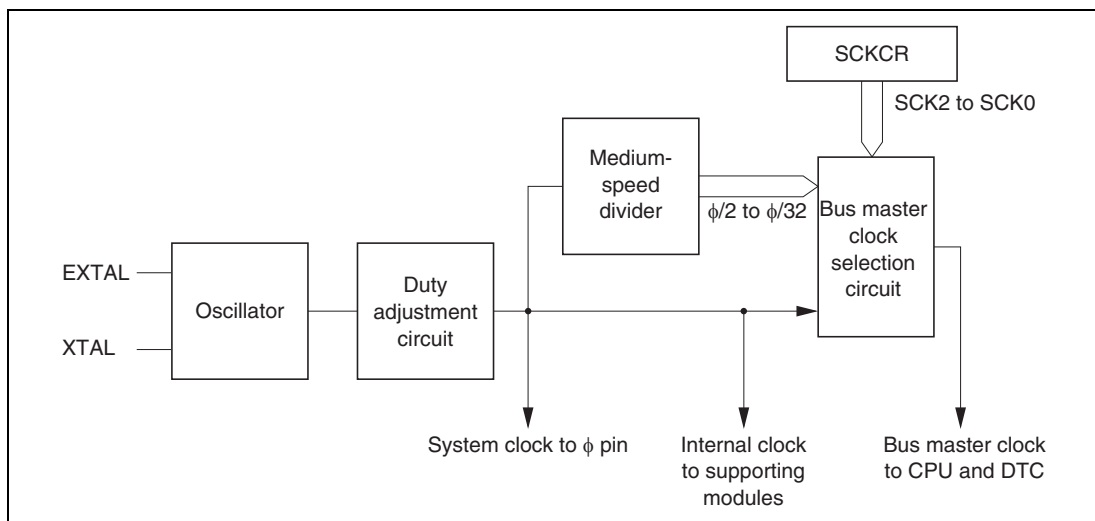 SCKCR
SCK2 to SCK0
Medium-
speed
divider
ϕ/2 to ϕ/32
Bus master
clock
selection
circuit
EXTAL
XTAL
Oscillator
Duty
adjustment
circuit
System clock to ϕ pin
Internal clock
to supporting
modules
Bus master clock
to CPU and DTC